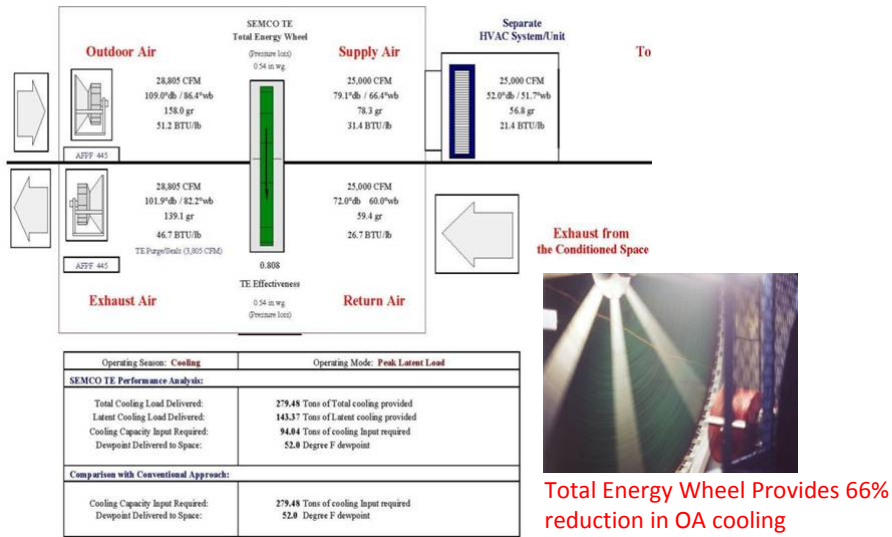 SEMCO TE
Total Energy Wheel
(Pressure loss)
0.54 in wg
Separate
HVAC System/Unit
Outdoor Air
Supply Air
To
28,805 CFM
109.0°db / 86.4°wb
158.0 gr
51.2 BTU/lb
25,000 CFM
79.1°db / 66.4°wb
78.3 gr
31.4 BTU/lb
25,000 CFM
52.0°db / 51.7°wb
56.8 gr
21.4 BTU/lb
AFPF 445
28,805 CFM
101.9°db / 82.2°wb
139.1 gr
46.7 BTU/lb
TE Purge/Seals (3,805 CFM)
25,000 CFM
72.0°db 60.0°wb
59.4 gr
26.7 BTU/lb
Exhaust from
the Conditioned Space
AFPF 445
0.808
TE Effectiveness
0.54 in wg
(Pressure loss)
Exhaust Air
Return Air
Operating Season: Cooling
Operating Mode: Peak Latent Load
SEMCO TE Performance Analysis:
Total Cooling Load Delivered: 279.48 Tons of Total cooling provided
Latent Cooling Load Delivered: 143.37 Tons of Latent cooling provided
Cooling Capacity Input Required: 94.04 Tons of cooling Input required
Dewpoint Delivered to Space: 52.0 Degree F dewpoint
Comparison with Conventional Approach:
Cooling Capacity Input Required: 279.48 Tons of cooling Input required
Dewpoint Delivered to Space: 52.0 Degree F dewpoint
Total Energy Wheel Provides 66%
reduction in OA cooling